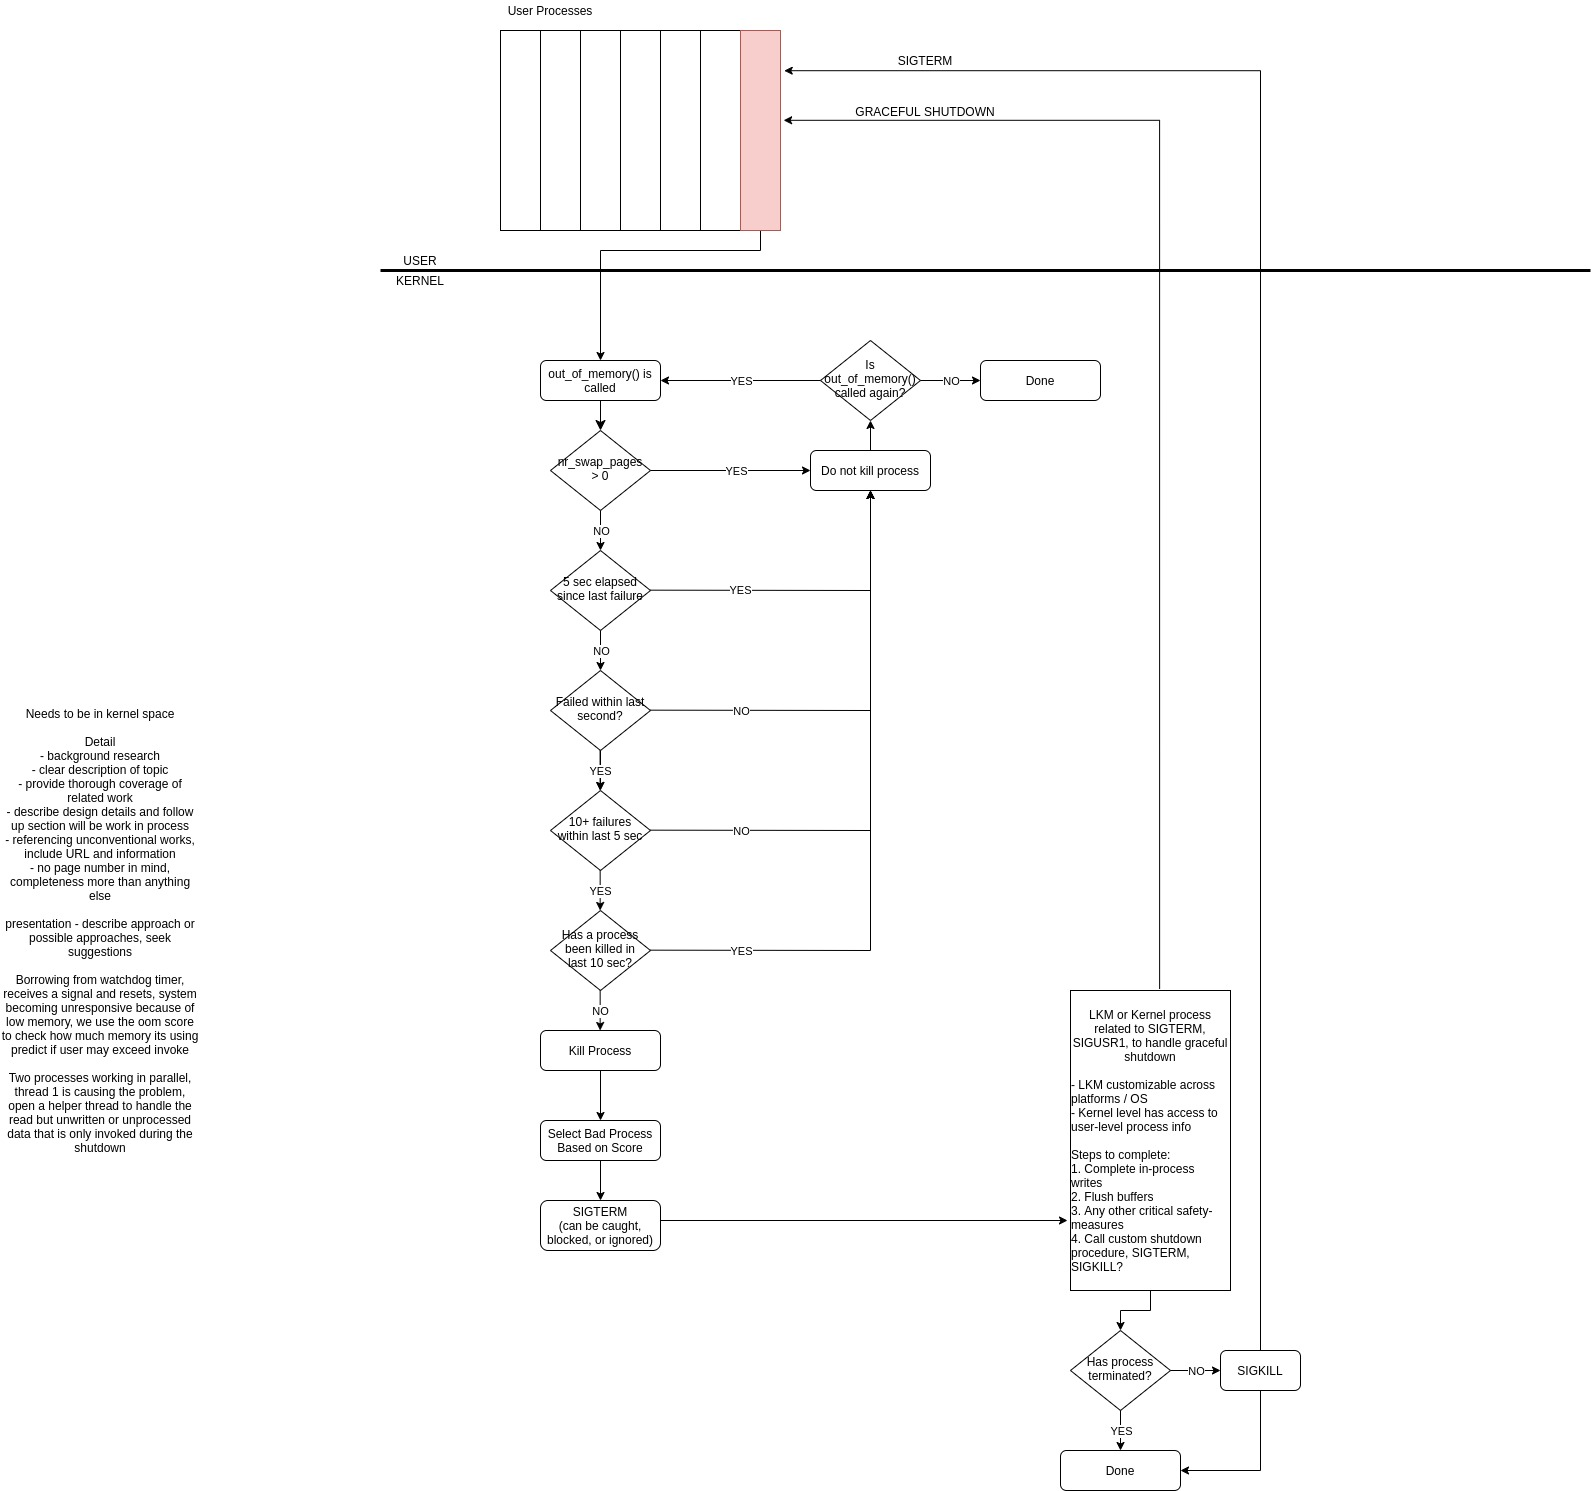 User Processes
SIGTERM
GRACEFUL SHUTDOWN
USER
KERNEL
out_of_memory() is
called
YES
Is
out_of_memory()
called again?
NO
Done
nr_swap_pages
> 0
YES
Do not kill process
NO
5 sec elapsed
since last failure
YES
NO
Failed within last
second?
NO
YES
10+ failures
within last 5 sec
NO
YES
Has a process
been killed in
last 10 sec?
YES
NO
Kill Process
Select Bad Process
Based on Score
SIGTERM
(can be caught,
blocked, or ignored)
Needs to be in kernel space
Detail
- background research
- clear description of topic
- provide thorough coverage of
related work
- describe design details and follow
up section will be work in process
- referencing unconventional works,
include URL and information
- no page number in mind,
completeness more than anything
else
presentation - describe approach or
possible approaches, seek
suggestions
Borrowing from watchdog timer,
receives a signal and resets, system
becoming unresponsive because of
low memory, we use the oom score
to check how much memory its using
predict if user may exceed invoke
Two processes working in parallel,
thread 1 is causing the problem,
open a helper thread to handle the
read but unwritten or unprocessed
data that is only invoked during the
shutdown
LKM or Kernel process
related to SIGTERM,
SIGUSR1, to handle graceful
shutdown
- LKM customizable across
platforms / OS
- Kernel level has access to
user-level process info
Steps to complete:
1. Complete in-process
writes
2. Flush buffers
3. Any other critical safety-
measures
4. Call custom shutdown
procedure, SIGTERM,
SIGKILL?
Has process
terminated?
NO
SIGKILL
YES
Done